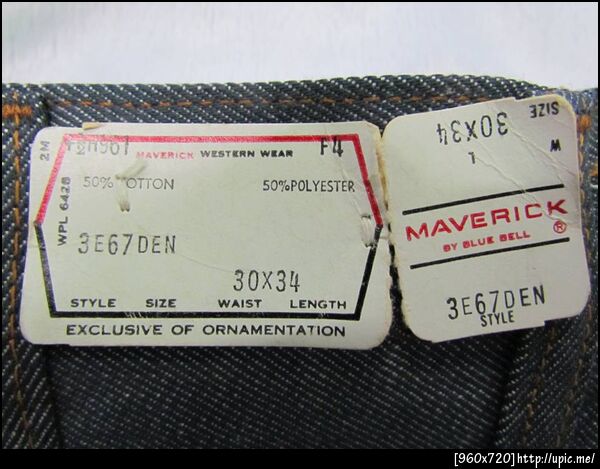 2M
WPL 6428
F2H961 MAVERICK WESTERN WEAR F4
50% OTTON 50%POLYESTER
3E67DEN
30X34
STYLE SIZE WAIST LENGTH
EXCLUSIVE OF ORNAMENTATION
SIZE
30X34
W L
MAVERICK ®
BY BLUE BELL
3E67DEN
STYLE
[960x720]http://upic.me/